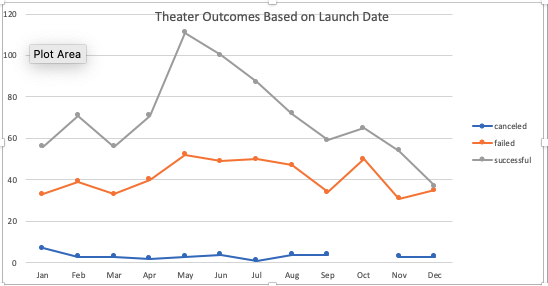 Theater Outcomes Based on Launch Date
120
Plot Area
100
80
60
40
20
0
Jan Feb Mar Apr May Jun Jul Aug Sep Oct Nov Dec
canceled
failed
successful